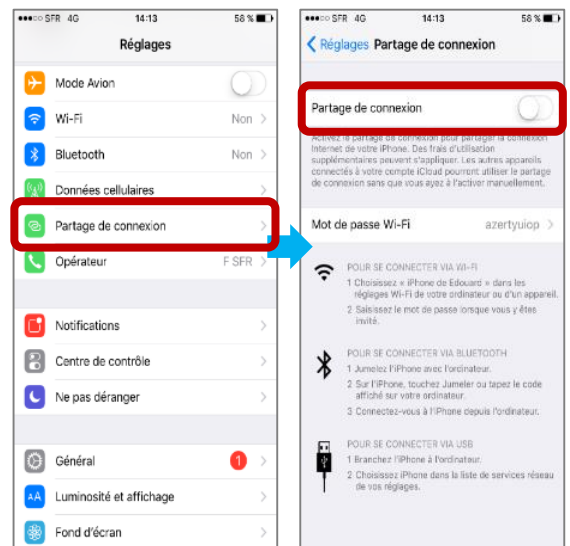 SFR 4G 14:13 58 %
Réglages
Mode Avion
Wi-Fi Non
Bluetooth Non
Données cellulaires
Partage de connexion
Opérateur F SFR
Notifications
Centre de contrôle
Ne pas déranger
Général 1
AA Luminosité et affichage
Fond d'écran
SFR 4G 14:13 58 %
Réglages Partage de connexion
Partage de connexion
Activez le partage de connexion pour partager la connexion
Internet de votre iPhone. Des frais d'utilisation
supplémentaires peuvent s'appliquer. Les autres appareils
connectés à votre compte iCloud pourront utiliser le partage
de connexion sans que vous ayez à l'activer manuellement.
Mot de passe Wi-Fi azertyuiop
POUR SE CONNECTER VIA WI-FI
1 Choisissez « iPhone de Edouard » dans les
réglages Wi-Fi de votre ordinateur ou d'un appareil.
2 Saisissez le mot de passe lorsque vous y êtes
invité.
POUR SE CONNECTER VIA BLUETOOTH
1 Jumelez l'iPhone avec l'ordinateur.
2 Sur l'iPhone, touchez Jumeler ou tapez le code
affiché sur votre ordinateur.
3 Connectez-vous à l'iPhone depuis l'ordinateur.
POUR SE CONNECTER VIA USB
1 Branchez l'iPhone à l'ordinateur.
2 Choisissez iPhone dans la liste de services réseau
de vos réglages.